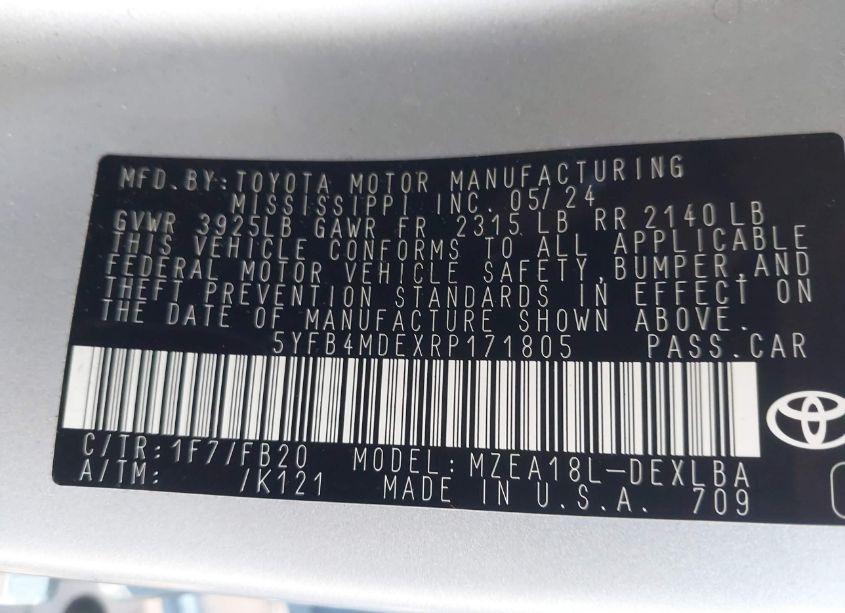 MFD. BY: TOYOTA MOTOR MANUFACTURING
MISSISSIPPI INC. 05/24
GVWR 3925LB GAWR FR 2315 LB RR 2140 LB
THIS VEHICLE CONFORMS TO ALL APPLICABLE
FEDERAL MOTOR VEHICLE SAFETY, BUMPER, AND
THEFT PREVENTION STANDARDS IN EFFECT ON
THE DATE OF MANUFACTURE SHOWN ABOVE.
5YFB4MDEXRP171805 PASS. CAR
C/TR: 1F7/FB20 MODEL: MZEA18L-DEXLBA
A/TM: /K121 MADE IN U.S.A. 709